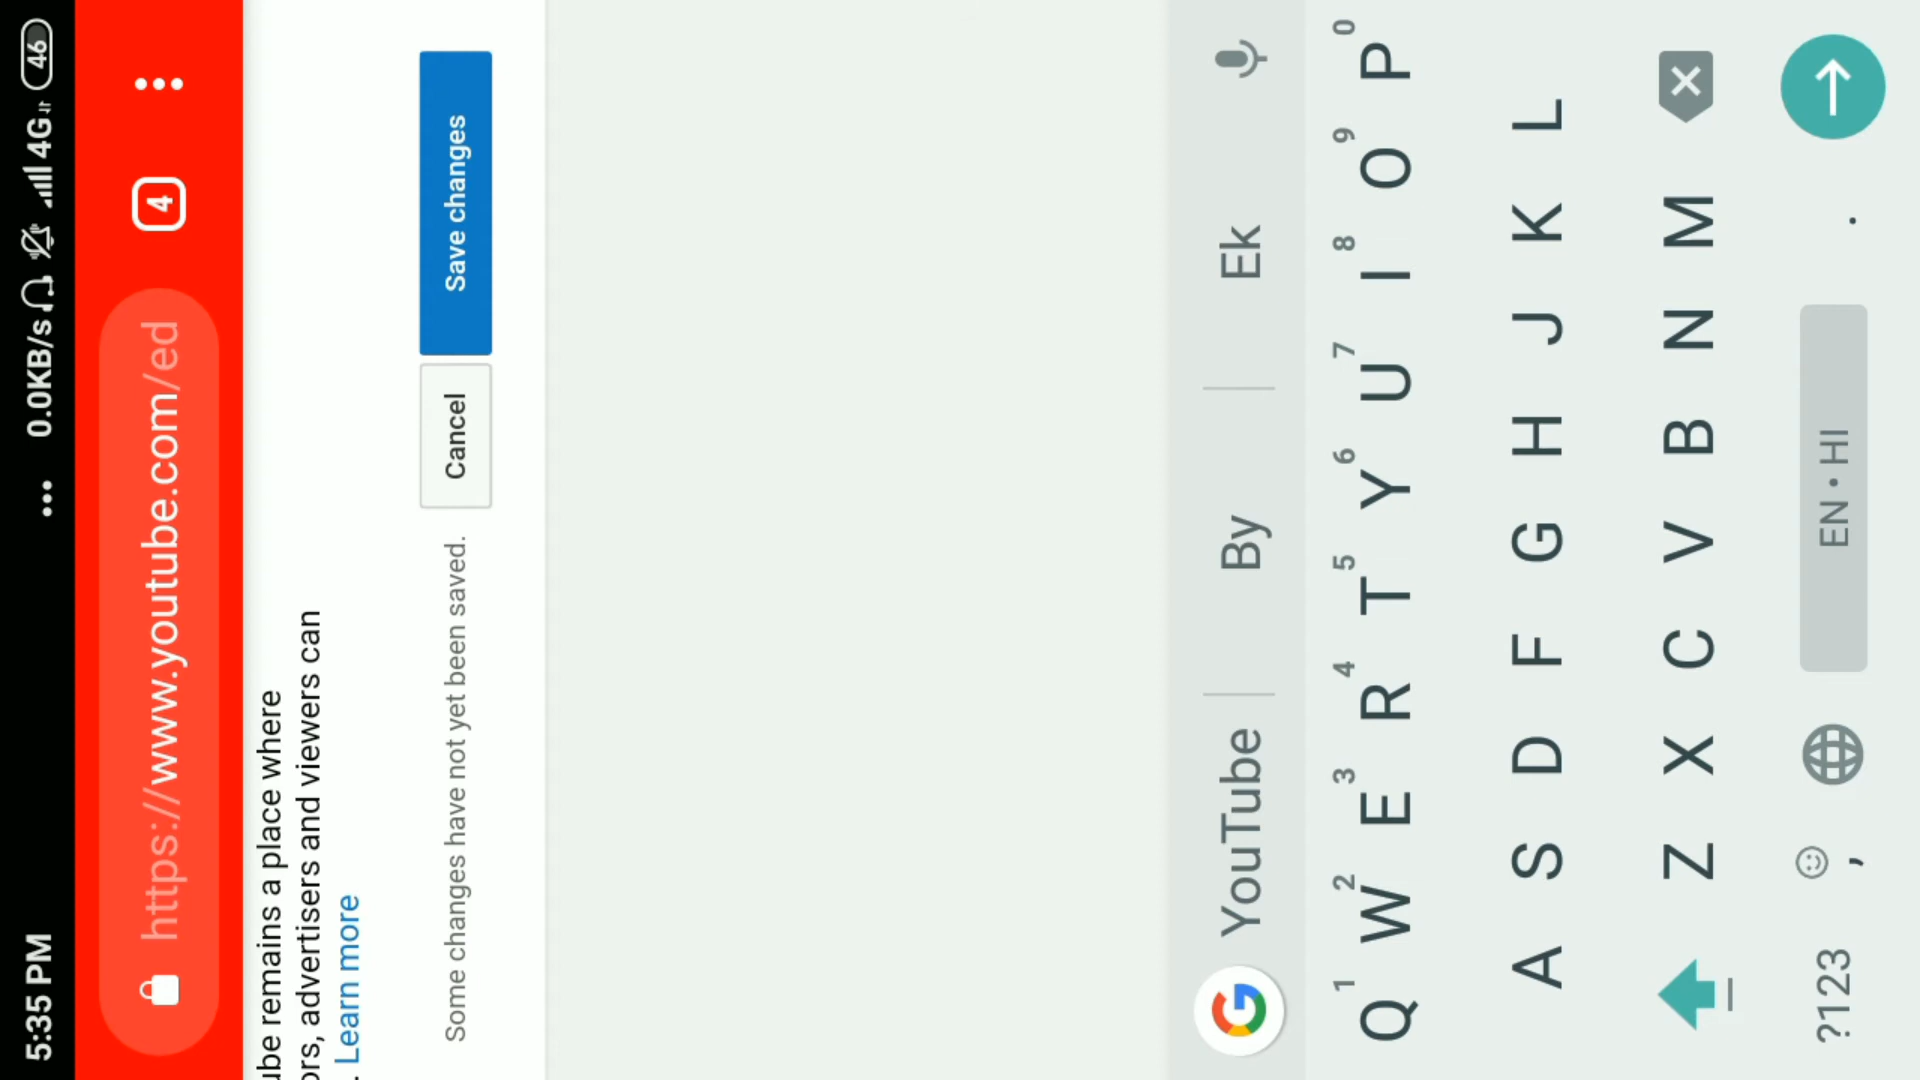 5:35 PM ... 0.0KB/s 4G 46
https://www.youtube.com/ed 4
ube remains a place where
ors, advertisers and viewers can
. Learn more
Some changes have not yet been saved. Cancel Save changes
G YouTube By Ek
1 2 3 4 5 6 7 8 9 0
Q W E R T Y U I O P
A S D F G H J K L
Z X C V B N M
?123 , EN • HI .